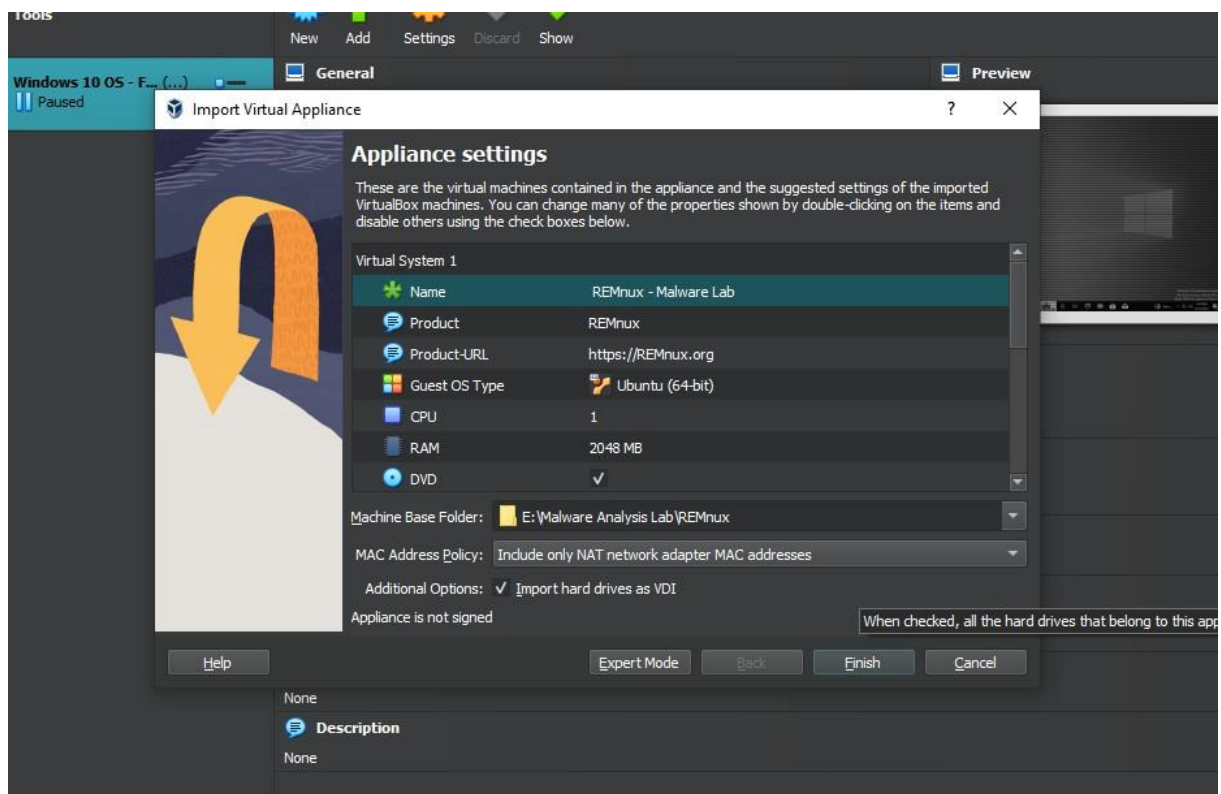 Tools
New Add Settings Discard Show
Windows 10 OS - F... (...)
Paused
General
Preview
Import Virtual Appliance
?
Appliance settings
These are the virtual machines contained in the appliance and the suggested settings of the imported
VirtualBox machines. You can change many of the properties shown by double-clicking on the items and
disable others using the check boxes below.
Virtual System 1
Name REMnux - Malware Lab
Product REMnux
Product-URL https://REMnux.org
Guest OS Type Ubuntu (64-bit)
CPU 1
RAM 2048 MB
DVD
Machine Base Folder: E:\Malware Analysis Lab\REMnux
MAC Address Policy: Include only NAT network adapter MAC addresses
Additional Options: Import hard drives as VDI
Appliance is not signed
When checked, all the hard drives that belong to this app
Help Expert Mode Back Finish Cancel
None
Description
None